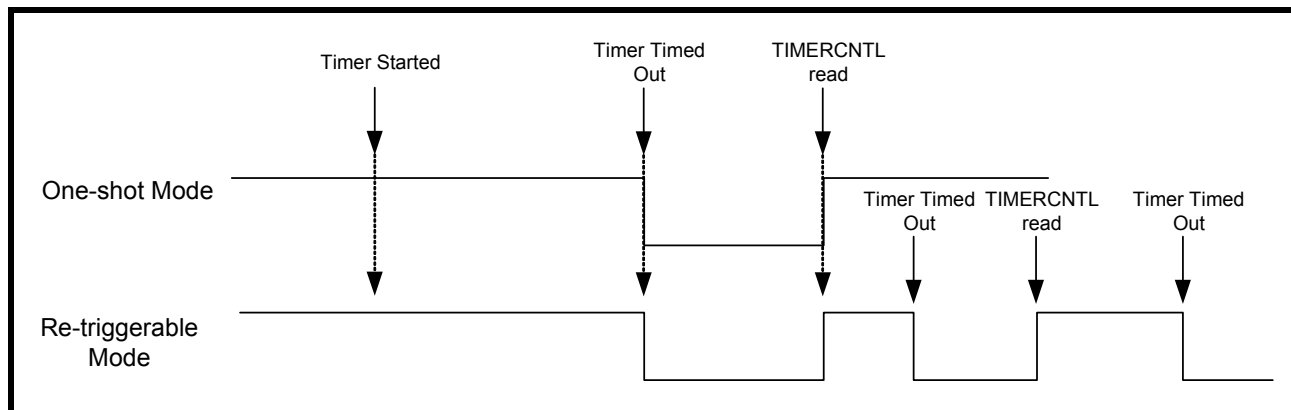 Timer Started
Timer Timed
Out
TIMERCNTL
read
One-shot Mode
Timer Timed
Out
TIMERCNTL
read
Timer Timed
Out
Re-triggerable
Mode